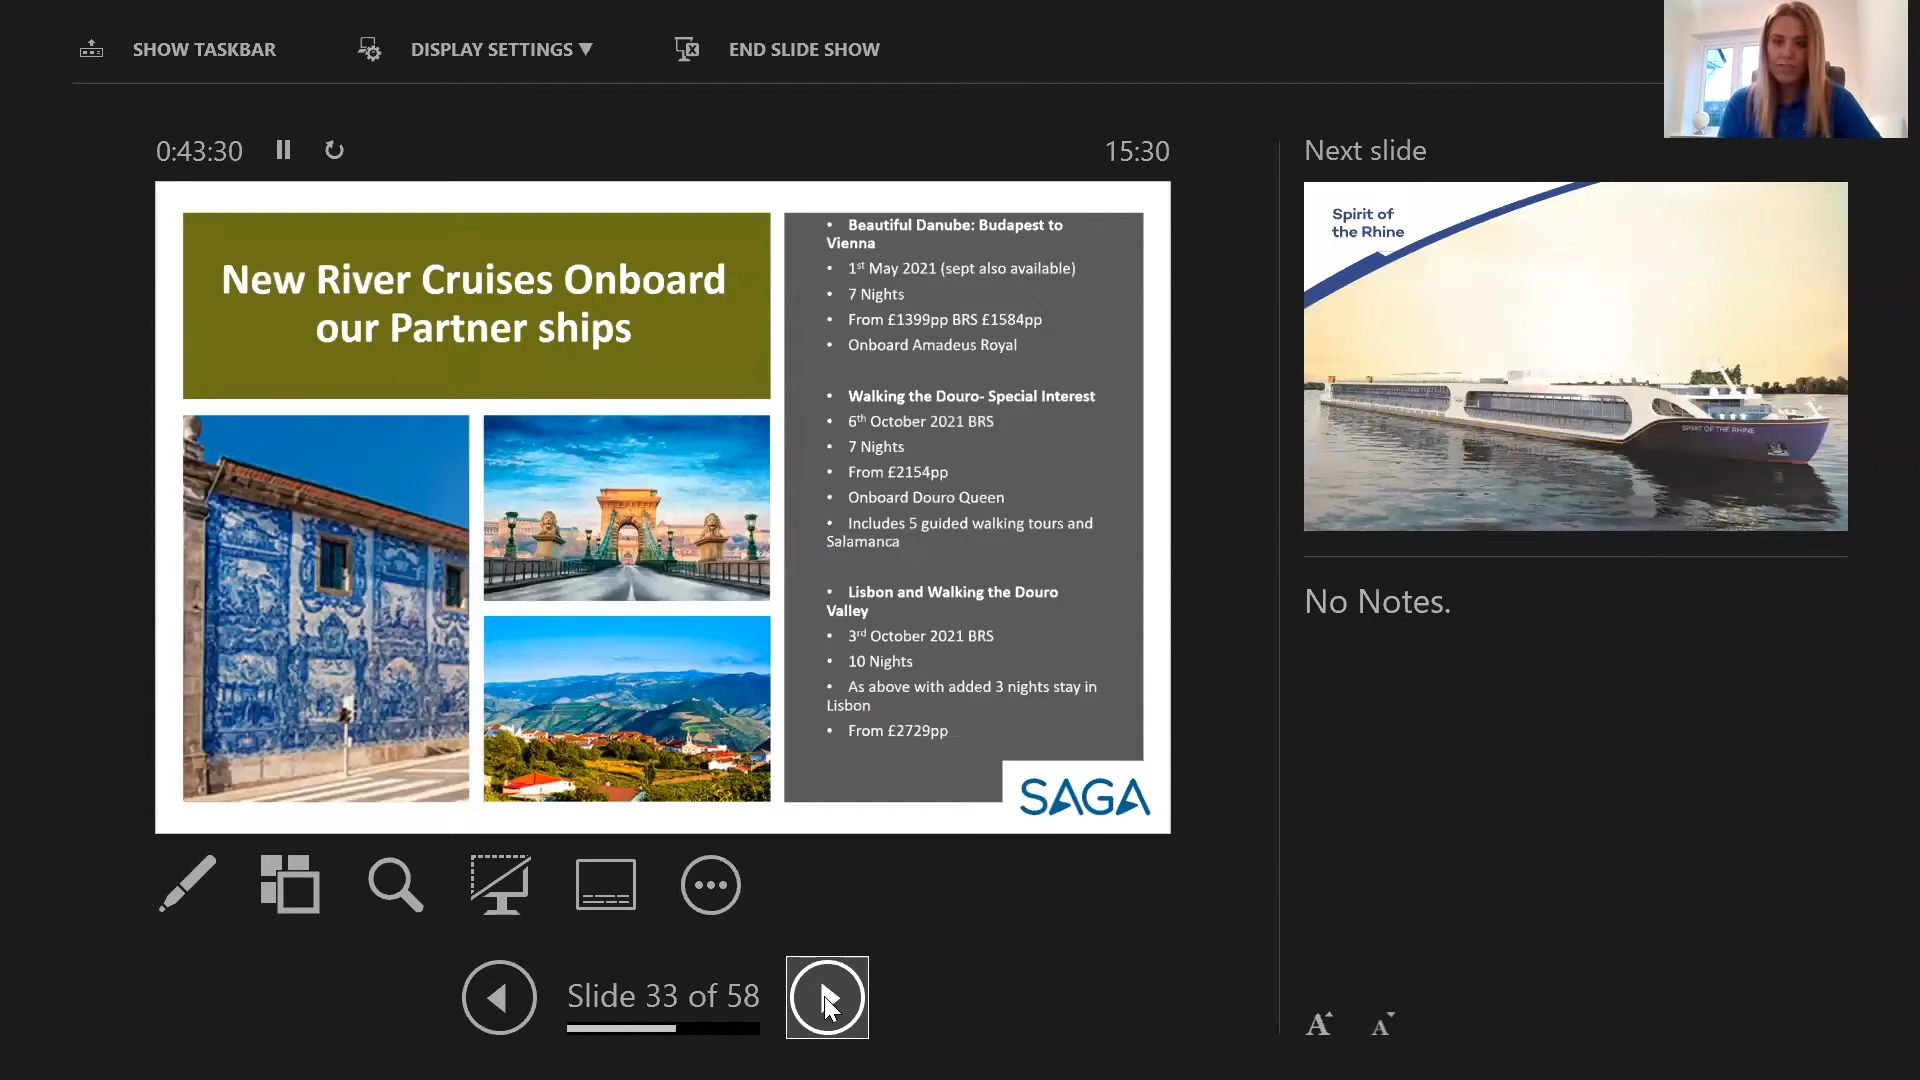 SHOW TASKBAR
DISPLAY SETTINGS ▼
END SLIDE SHOW
0:43:30
15:30
New River Cruises Onboard
our Partner ships
• Beautiful Danube: Budapest to
Vienna
• 1st May 2021 (sept also available)
• 7 Nights
• From £1399pp BRS £1584pp
• Onboard Amadeus Royal
• Walking the Douro- Special Interest
• 6th October 2021 BRS
• 7 Nights
• From £2154pp
• Onboard Douro Queen
• Includes 5 guided walking tours and
Salamanca
• Lisbon and Walking the Douro
Valley
• 3rd October 2021 BRS
• 10 Nights
• As above with added 3 nights stay in
Lisbon
• From £2729pp
SAGA
Slide 33 of 58
Next slide
Spirit of
the Rhine
SPIRIT OF THE RHINE
No Notes.
A A